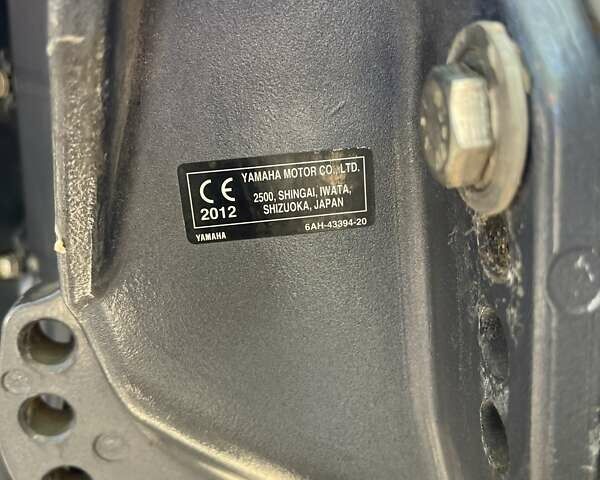 CE
2012
YAMAHA MOTOR CO., LTD.
2500, SHINGAI, IWATA,
SHIZUOKA, JAPAN
YAMAHA
6AH-43394-20